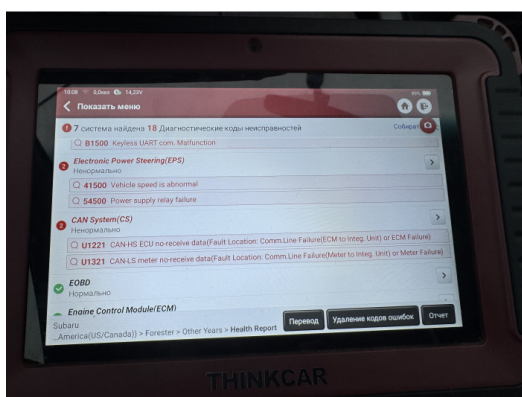 10:08 0,0км/ч 14,23V 89%
Показать меню
7 система найдена 18 Диагностические коды неисправностей Собират
B1500 Keyless UART com. Malfunction
Electronic Power Steering(EPS)
Ненормально
41500 Vehicle speed is abnormal
54500 Power supply relay failure
CAN System(CS)
Ненормально
U1221 CAN-HS ECU no-receive data(Fault Location: Comm.Line Failure(ECM to Integ. Unit) or ECM Failure)
U1321 CAN-LS meter no-receive data(Fault Location: Comm.Line Failure(Meter to Integ. Unit) or Meter Failure)
EOBD
Нормально
Engine Control Module(ECM)
Subaru
_America(US/Canada)) > Forester > Other Years > Health Report
Перевод Удаление кодов ошибок Отчет
THINKCAR